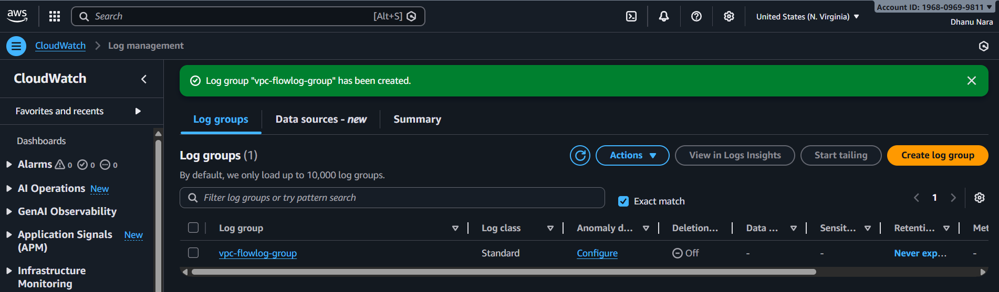 aws
Search
[Alt+S]
United States (N. Virginia)
Account ID: 1968-0969-9811
Dhanu Nara
CloudWatch
Log management
CloudWatch
Favorites and recents
Dashboards
Alarms 0 0 0
AI Operations New
GenAI Observability
Application Signals New
(APM)
Infrastructure
Monitoring
Log group "vpc-flowlog-group" has been created.
Log groups
Data sources - new
Summary
Log groups (1)
Actions
View in Logs Insights
Start tailing
Create log group
By default, we only load up to 10,000 log groups.
Filter log groups or try pattern search
Exact match
1
Log group
Log class
Anomaly d...
Deletion...
Data ...
Sensit...
Retenti...
Met
vpc-flowlog-group
Standard
Configure
Off
-
-
Never exp...
-